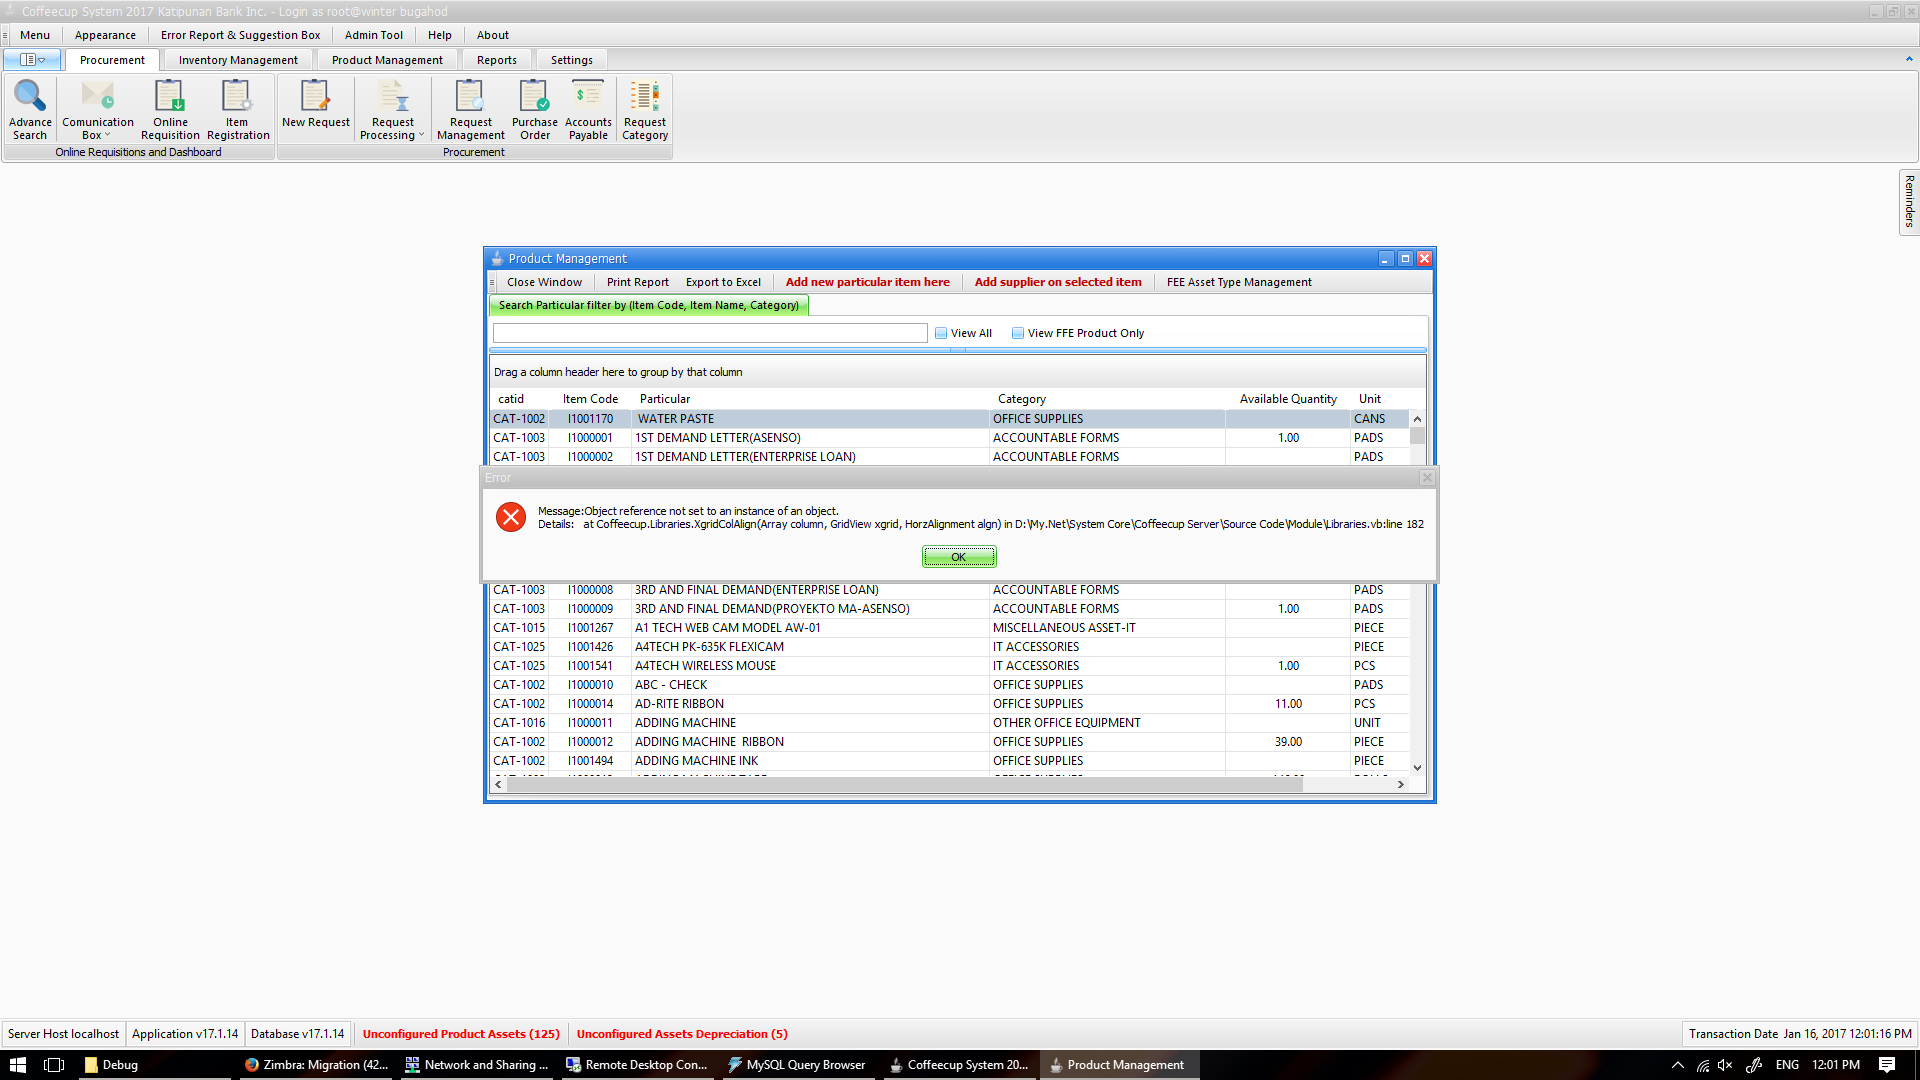 Coffeecup System 2017 Katipunan Bank Inc. - Login as root@winter bugahod
Menu Appearance Error Report & Suggestion Box Admin Tool Help About
Procurement Inventory Management Product Management Reports Settings
Advance Search
Comunication Box
Online Requisition
Item Registration
New Request
Request Processing
Request Management
Purchase Order
Accounts Payable
Request Category
Online Requisitions and Dashboard
Procurement
Reminders
Product Management
Close Window Print Report Export to Excel Add new particular item here Add supplier on selected item FEE Asset Type Management
Search Particular filter by (Item Code, Item Name, Category)
View All View FFE Product Only
Drag a column header here to group by that column
catid Item Code Particular Category Available Quantity Unit
CAT-1002 I1001170 WATER PASTE OFFICE SUPPLIES CANS
CAT-1003 I1000001 1ST DEMAND LETTER(ASENSO) ACCOUNTABLE FORMS 1.00 PADS
CAT-1003 I1000002 1ST DEMAND LETTER(ENTERPRISE LOAN) ACCOUNTABLE FORMS PADS
Error
Message:Object reference not set to an instance of an object.
Details: at Coffeecup.Libraries.XgridColAlign(Array column, GridView xgrid, HorzAlignment algn) in D:\My.Net\System Core\Coffeecup Server\Source Code\Module\Libraries.vb:line 182
OK
CAT-1003 I1000008 3RD AND FINAL DEMAND(ENTERPRISE LOAN) ACCOUNTABLE FORMS PADS
CAT-1003 I1000009 3RD AND FINAL DEMAND(PROYEKTO MA-ASENSO) ACCOUNTABLE FORMS 1.00 PADS
CAT-1015 I1001267 A1 TECH WEB CAM MODEL AW-01 MISCELLANEOUS ASSET-IT PIECE
CAT-1025 I1001426 A4TECH PK-635K FLEXICAM IT ACCESSORIES PIECE
CAT-1025 I1001541 A4TECH WIRELESS MOUSE IT ACCESSORIES 1.00 PCS
CAT-1002 I1000010 ABC - CHECK OFFICE SUPPLIES PADS
CAT-1002 I1000014 AD-RITE RIBBON OFFICE SUPPLIES 11.00 PCS
CAT-1016 I1000011 ADDING MACHINE OTHER OFFICE EQUIPMENT UNIT
CAT-1002 I1000012 ADDING MACHINE RIBBON OFFICE SUPPLIES 39.00 PIECE
CAT-1002 I1001494 ADDING MACHINE INK OFFICE SUPPLIES PIECE
Server Host localhost Application v17.1.14 Database v17.1.14 Unconfigured Product Assets (125) Unconfigured Assets Depreciation (5) Transaction Date Jan 16, 2017 12:01:16 PM
Debug Zimbra: Migration (42... Network and Sharing ... Remote Desktop Con... MySQL Query Browser Coffeecup System 20... Product Management ENG 12:01 PM